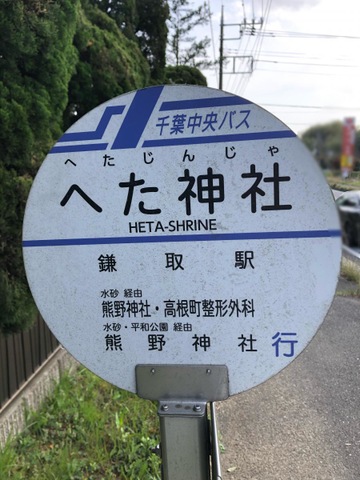 千葉中央バス
へたじんじゃ
へた神社
HETA-SHRINE
鎌取駅
水砂 経由
熊野神社・高根町整形外科
水砂・平和公園 経由
熊野神社 行